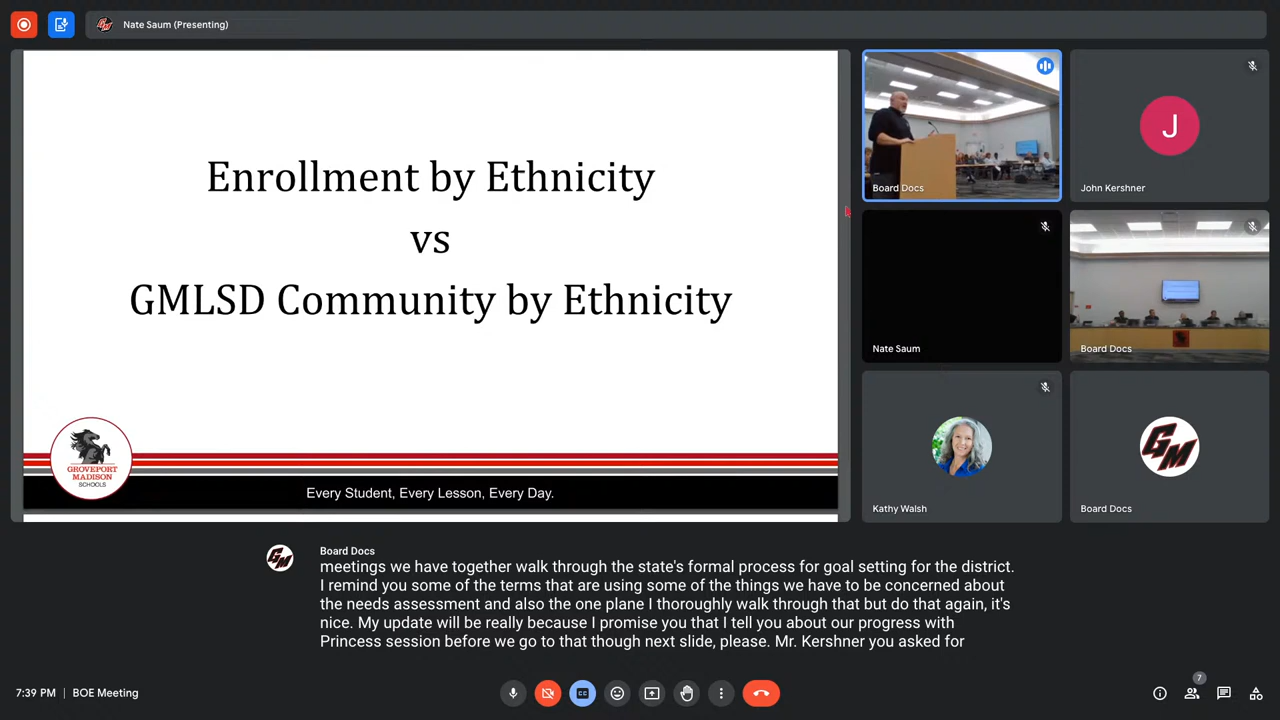 Nate Saum (Presenting)
Enrollment by Ethnicity
vs
GMLSD Community by Ethnicity
GROVEPORT
MADISON
SCHOOLS
Every Student, Every Lesson, Every Day.
Board Docs
J
John Kershner
Nate Saum
Board Docs
Kathy Walsh
GM
Board Docs
Board Docs
meetings we have together walk through the state's formal process for goal setting for the district.
I remind you some of the terms that are using some of the things we have to be concerned about
the needs assessment and also the one plane I thoroughly walk through that but do that again, it's
nice. My update will be really because I promise you that I tell you about our progress with
Princess session before we go to that though next slide, please. Mr. Kershner you asked for
7:39 PM | BOE Meeting
CC
7